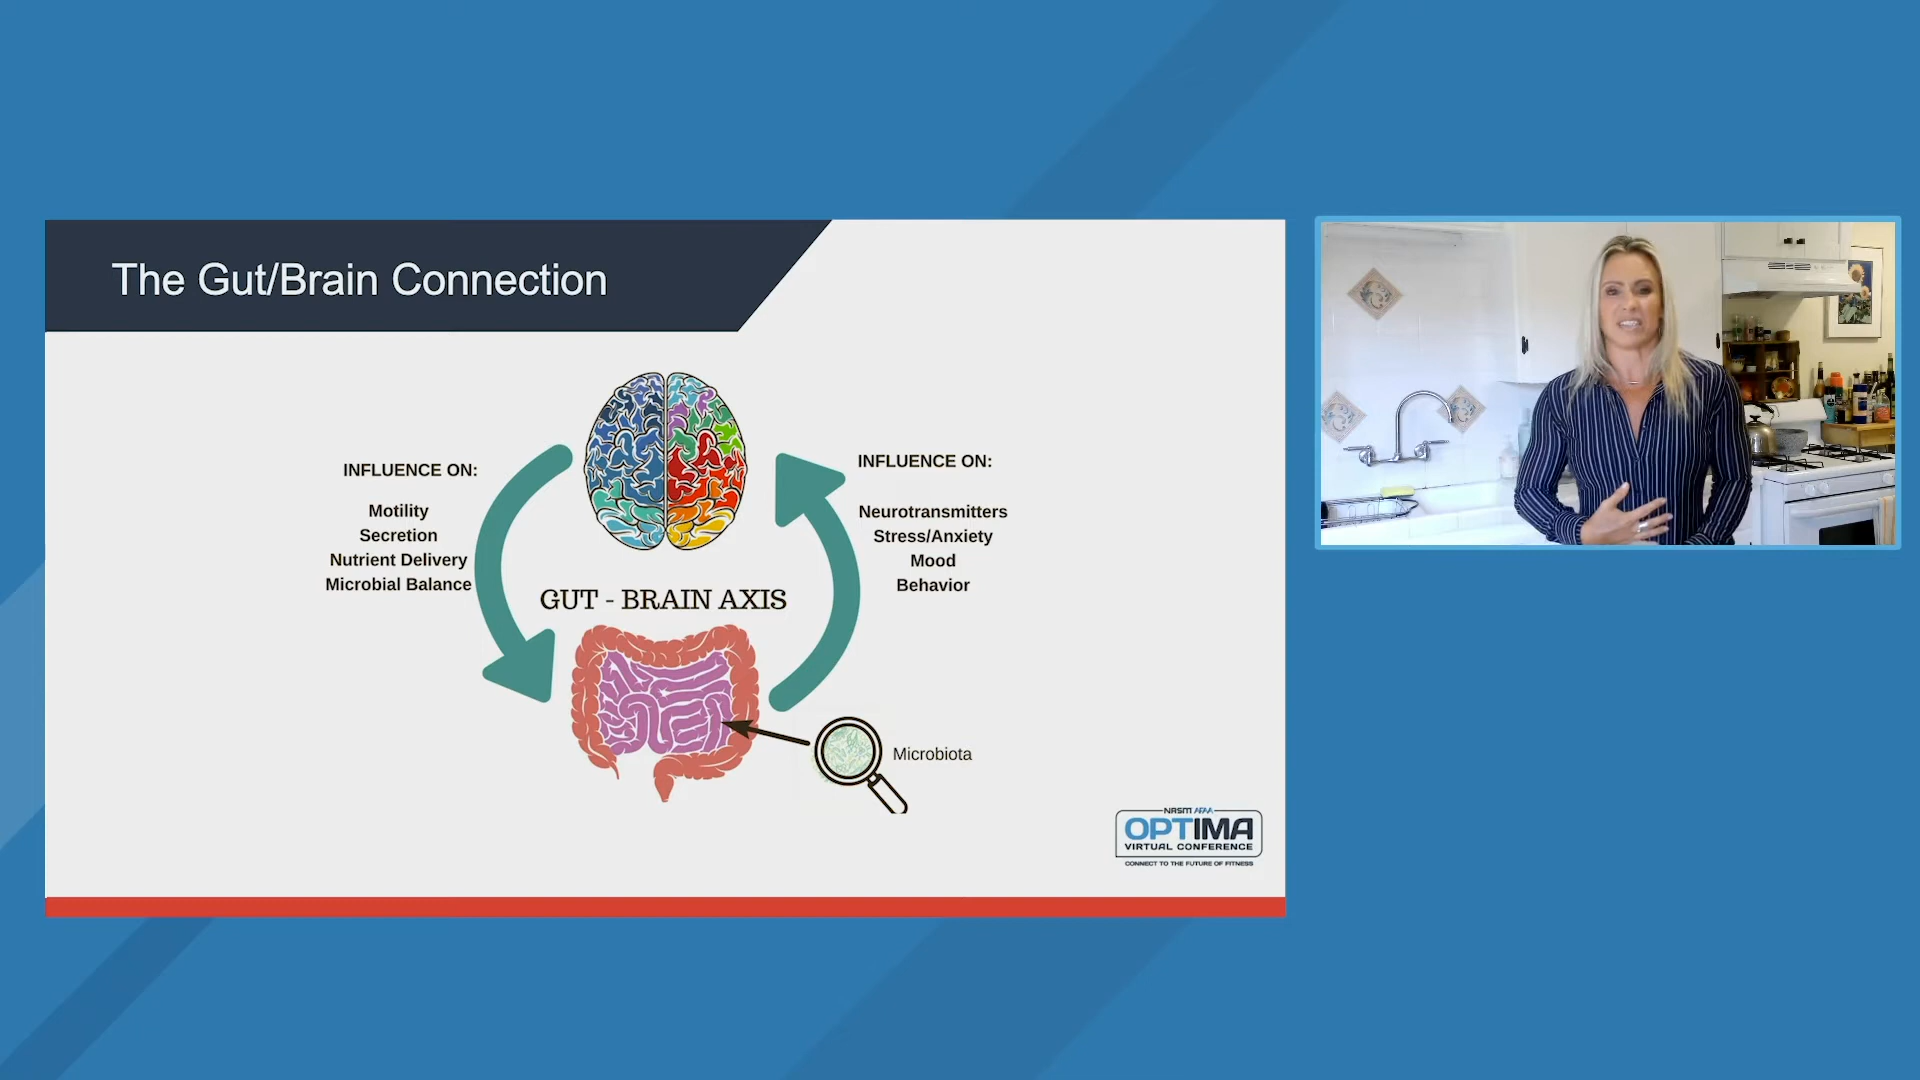 The Gut/Brain Connection
INFLUENCE ON:
Motility
Secretion
Nutrient Delivery
Microbial Balance
INFLUENCE ON:
Neurotransmitters
Stress/Anxiety
Mood
Behavior
GUT - BRAIN AXIS
Microbiota
NASM AFAA
OPTIMA
VIRTUAL CONFERENCE
CONNECT TO THE FUTURE OF FITNESS